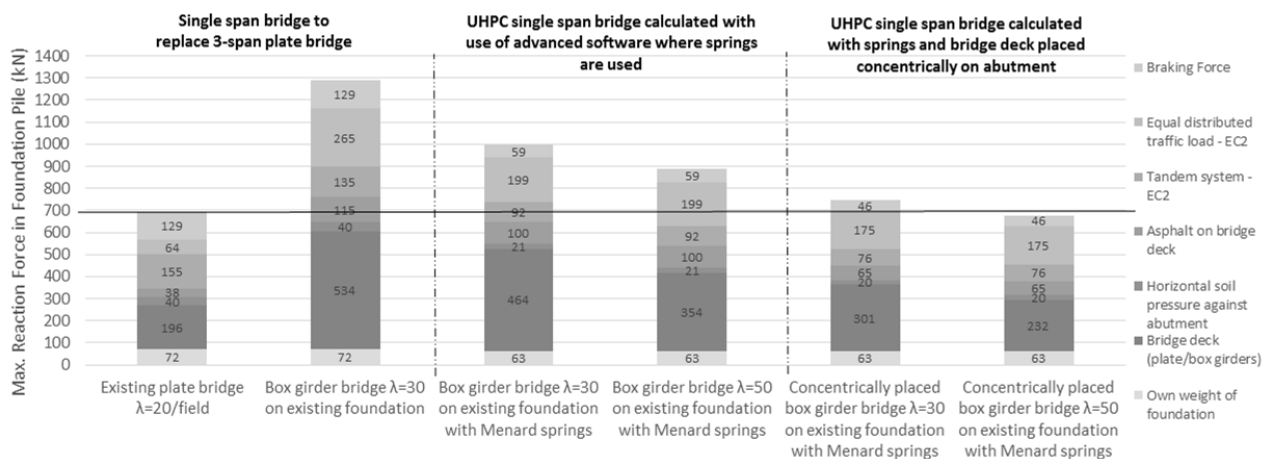 Single span bridge to
replace 3-span plate bridge
UHPC single span bridge calculated with
use of advanced software where springs
are used
UHPC single span bridge calculated
with springs and bridge deck placed
concentrically on abutment
Max. Reaction Force in Foundation Pile (kN)
1400
1300
1200
1100
1000
900
800
700
600
500
400
300
200
100
0
129
64
155
38
40
196
72
129
265
135
115
40
534
72
59
199
92
100
21
464
63
59
199
92
100
21
354
63
46
175
76
65
20
301
63
46
175
76
65
20
232
63
Existing plate bridge
λ=20/field
Box girder bridge λ=30
on existing foundation
Box girder bridge λ=30
on existing foundation
with Menard springs
Box girder bridge λ=50
on existing foundation
with Menard springs
Concentrically placed
box girder bridge λ=30
on existing foundation
with Menard springs
Concentrically placed
box girder bridge λ=50
on existing foundation
with Menard springs
Braking Force
Equal distributed
traffic load - EC2
Tandem system -
EC2
Asphalt on bridge
deck
Horizontal soil
pressure against
abutment
Bridge deck
(plate/box girders)
Own weight of
foundation